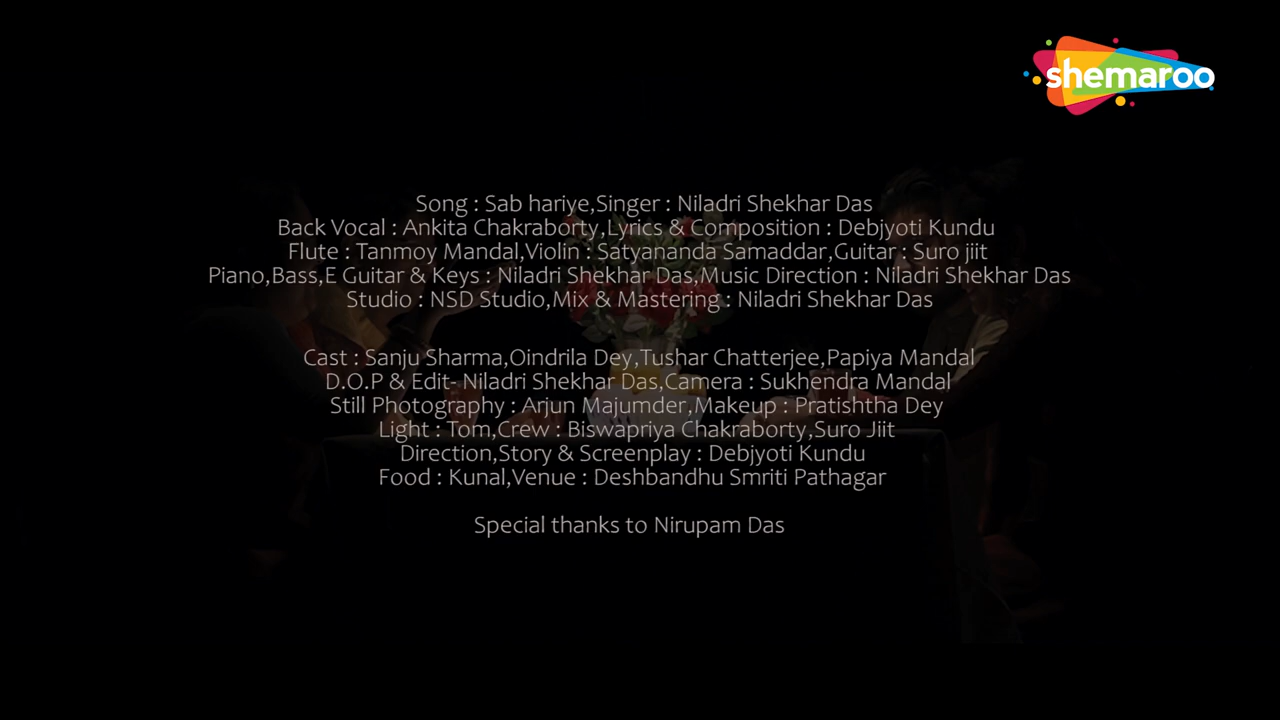 shemaroo
Song : Sab hariye,Singer : Niladri Shekhar Das
Back Vocal : Ankita Chakraborty,Lyrics & Composition : Debjyoti Kundu
Flute : Tanmoy Mandal,Violin : Satyananda Samaddar,Guitar : Suro jiit
Piano,Bass,E Guitar & Keys : Niladri Shekhar Das,Music Direction : Niladri Shekhar Das
Studio : NSD Studio,Mix & Mastering : Niladri Shekhar Das
Cast : Sanju Sharma,Oindrila Dey,Tushar Chatterjee,Papiya Mandal
D.O.P & Edit- Niladri Shekhar Das,Camera : Sukhendra Mandal
Still Photography : Arjun Majumder,Makeup : Pratishtha Dey
Light : Tom,Crew : Biswapriya Chakraborty,Suro Jiit
Direction,Story & Screenplay : Debjyoti Kundu
Food : Kunal,Venue : Deshbandhu Smriti Pathagar
Special thanks to Nirupam Das